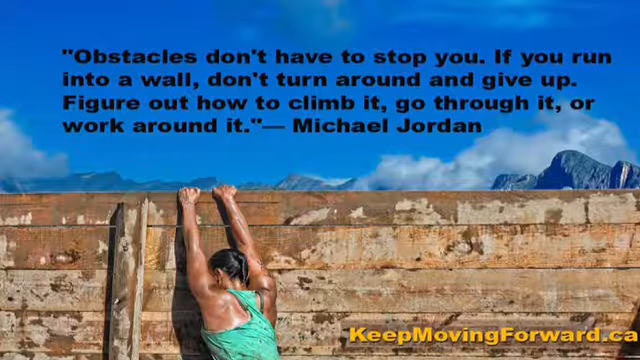 "Obstacles don't have to stop you. If you run
into a wall, don't turn around and give up.
Figure out how to climb it, go through it, or
work around it."— Michael Jordan
KeepMovingForward.ca